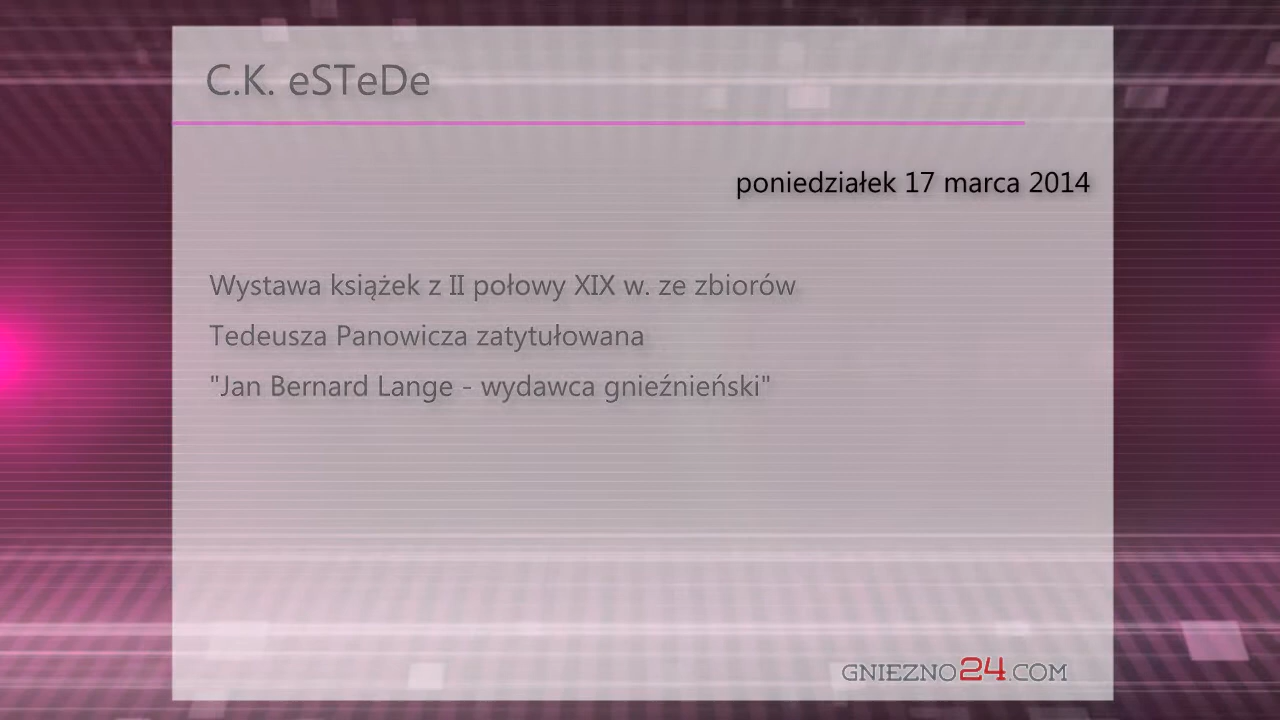 C.K. eSTeDe
poniedziałek 17 marca 2014
Wystawa książek z II połowy XIX w. ze zbiorów
Tedeusza Panowicza zatytułowana
"Jan Bernard Lange - wydawca gnieźnieński"
GNIEZNO24.COM